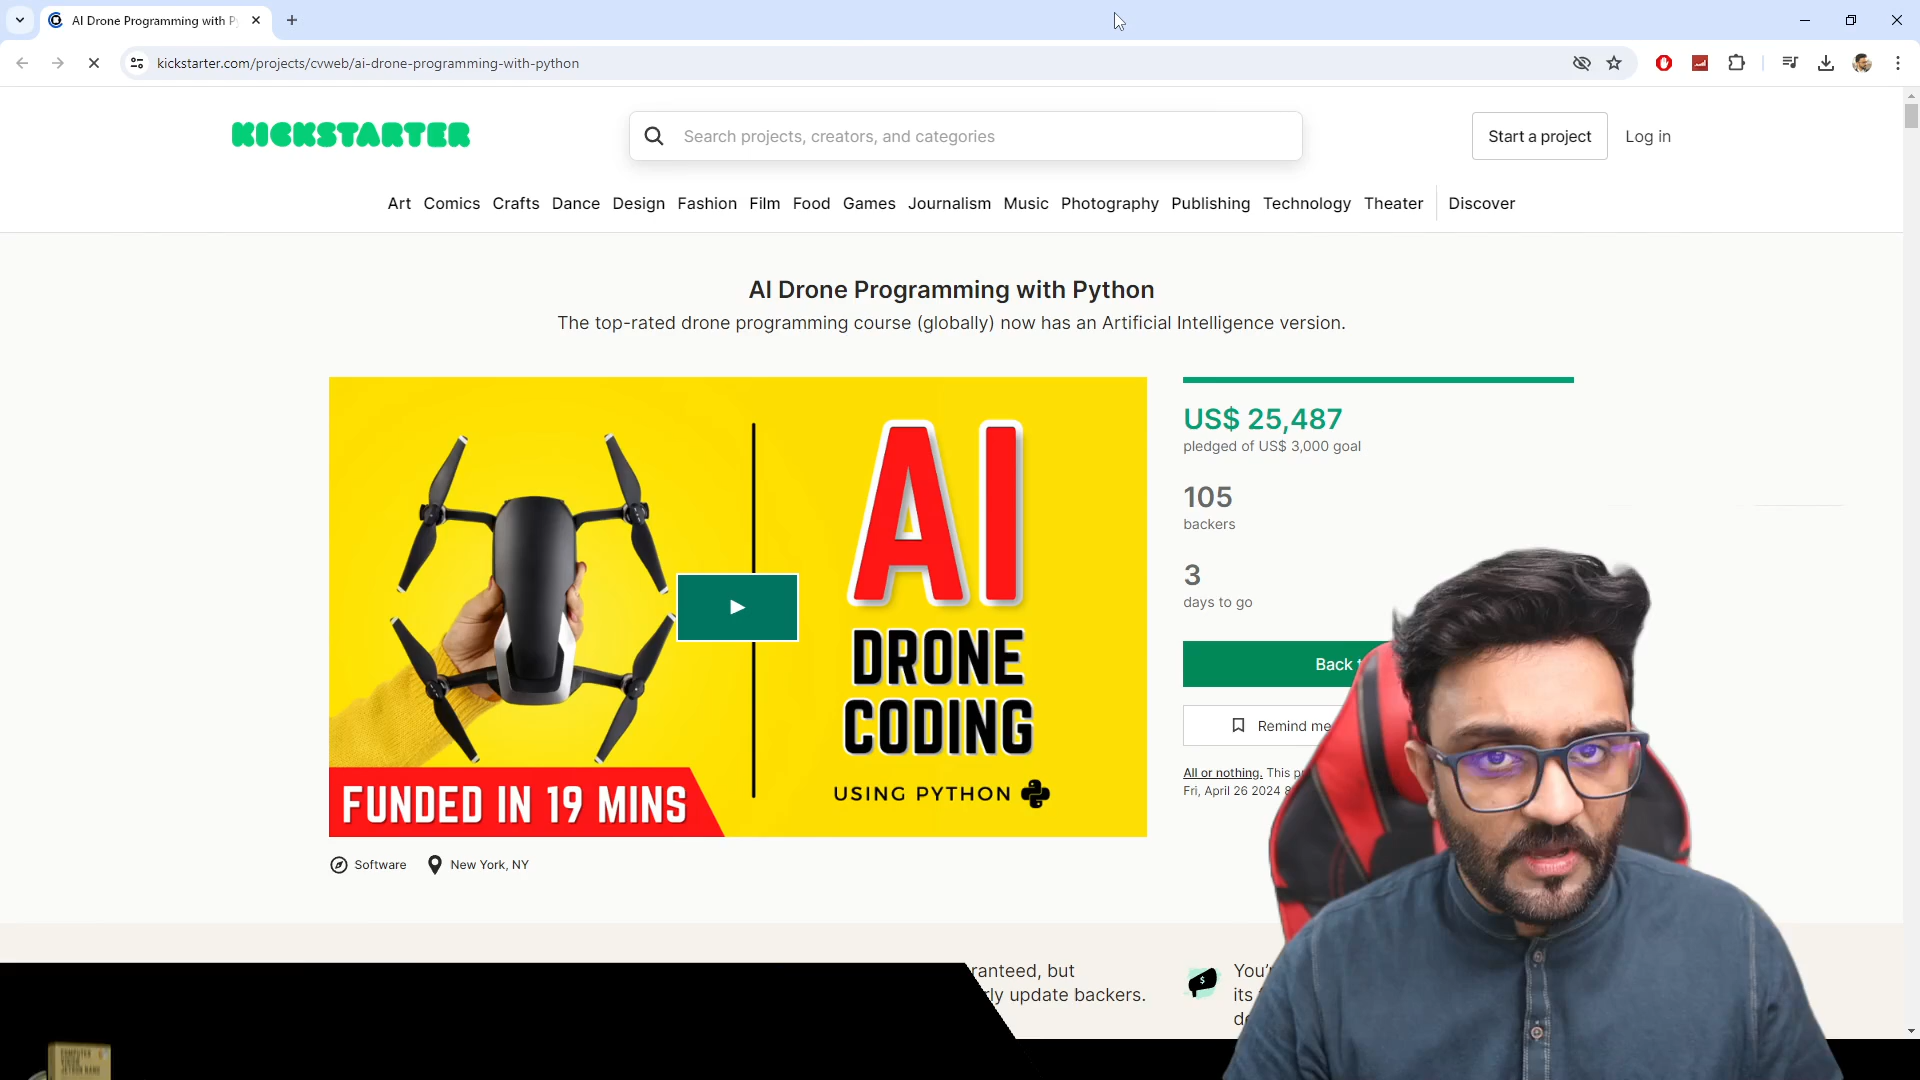 AI Drone Programming with P
kickstarter.com/projects/cvweb/ai-drone-programming-with-python
KICKSTARTER
Search projects, creators, and categories
Start a project
Log in
Art Comics Crafts Dance Design Fashion Film Food Games Journalism Music Photography Publishing Technology Theater Discover
AI Drone Programming with Python
The top-rated drone programming course (globally) now has an Artificial Intelligence version.
AI
DRONE
CODING
USING PYTHON
FUNDED IN 19 MINS
US$ 25,487
pledged of US$ 3,000 goal
105
backers
3
days to go
Back
Remind me
All or nothing. This
Fri, April 26 2024
Software
New York, NY
ranteed, but
rly update backers.
You'
its
COMPUTER
VISION
JETSON NANO